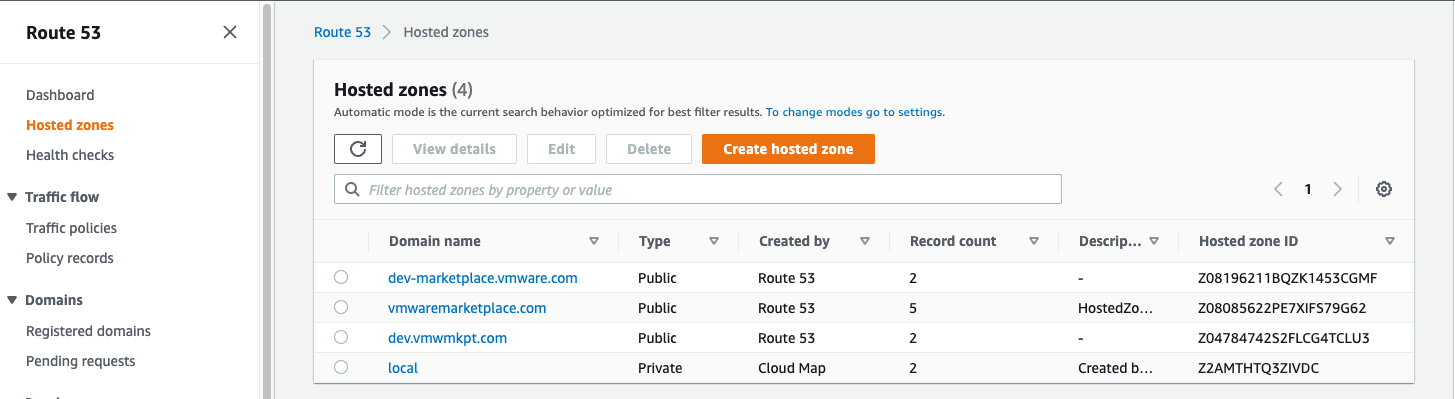 Route 53
Dashboard
Hosted zones
Health checks
Traffic flow
Traffic policies
Policy records
Domains
Registered domains
Pending requests
Route 53 > Hosted zones
Hosted zones (4)
Automatic mode is the current search behavior optimized for best filter results. To change modes go to settings.
View details Edit Delete Create hosted zone
Filter hosted zones by property or value
1
Domain name Type Created by Record count Descrip... Hosted zone ID
dev-marketplace.vmware.com Public Route 53 2 - Z08196211BQZK1453CGMF
vmwaremarketplace.com Public Route 53 5 HostedZo... Z08085622PE7XIFS79G62
dev.vmwmkpt.com Public Route 53 2 - Z04784742S2FLCG4TCLU3
local Private Cloud Map 2 Created b... Z2AMTHTQ3ZIVDC